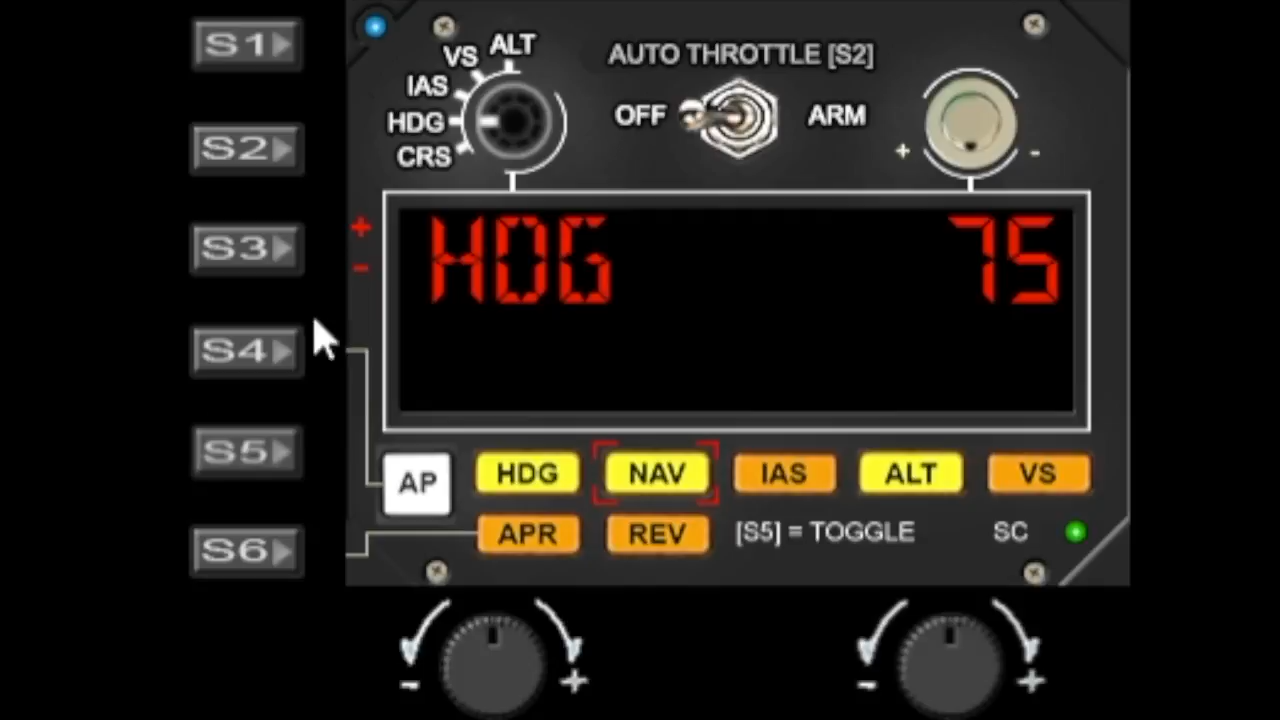 S1
S2
S3
S4
S5
S6
ALT
VS
IAS
HDG
CRS
AUTO THROTTLE [S2]
OFF
ARM
+ -
+
-
HDG 75
AP
HDG NAV IAS ALT VS
APR REV [S5] = TOGGLE SC
- + - +